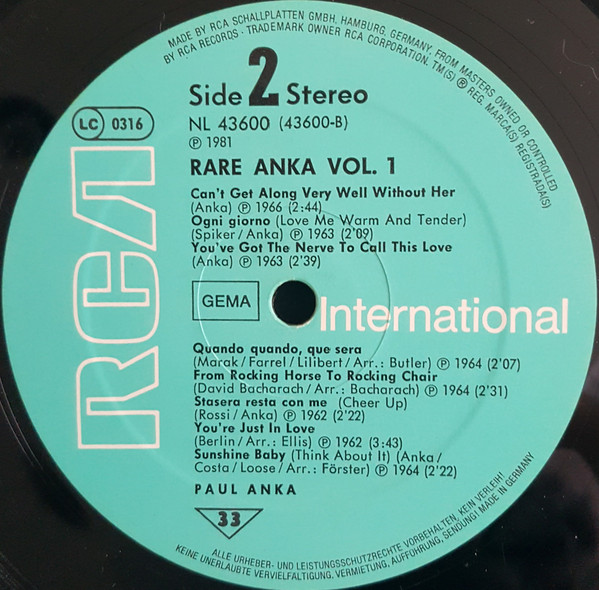 MADE BY RCA SCHALLPLATTEN GMBH, HAMBURG, GERMANY, FROM MASTERS OWNED OR CONTROLLED
BY RCA RECORDS · TRADEMARK OWNER RCA CORPORATION. TM(S) ® REG. MARCA(S) REGISTRADA(S)
Side 2 Stereo
NL 43600 (43600-B)
℗ 1981
LC 0316
RARE ANKA VOL. 1
Can't Get Along Very Well Without Her
(Anka) ℗ 1966 (2:44)
Ogni giorno (Love Me Warm And Tender)
(Spiker/Anka) ℗ 1963 (2'09)
You've Got The Nerve To Call This Love
(Anka) ℗ 1963 (2'39)
RCA
GEMA
International
Quando quando, que sera
(Marak/Farrel/Lilibert/Arr.: Butler) ℗ 1964 (2'07)
From Rocking Horse To Rocking Chair
(David Bacharach/Arr.: Bacharach) ℗ 1964 (2'31)
Stasera resta con me (Cheer Up)
(Rossi/Anka) ℗ 1962 (2'22)
You're Just In Love
(Berlin/Arr.: Ellis) ℗ 1962 (3:43)
Sunshine Baby (Think About It) (Anka/
Costa/Loose/Arr.: Förster) ℗ 1964 (2'22)
PAUL ANKA
33
ALLE URHEBER- UND LEISTUNGSSCHUTZRECHTE VORBEHALTEN, KEIN VERLEIH!
KEINE UNERLAUBTE VERVIELFÄLTIGUNG, VERMIETUNG, AUFFÜHRUNG, SENDUNG! MADE IN GERMANY